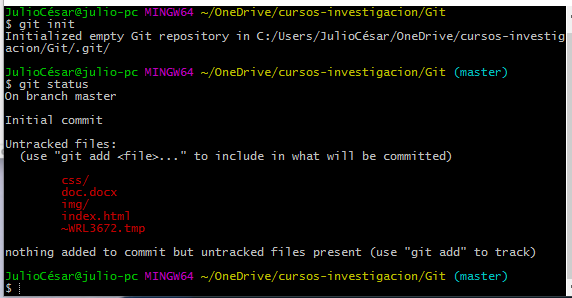 JulioCésar@julio-pc MINGW64 ~/OneDrive/cursos-investigacion/Git
$ git init
Initialized empty Git repository in C:/Users/JulioCésar/OneDrive/cursos-investig
acion/Git/.git/
JulioCésar@julio-pc MINGW64 ~/OneDrive/cursos-investigacion/Git (master)
$ git status
On branch master
Initial commit
Untracked files:
(use "git add <file>..." to include in what will be committed)
css/
doc.docx
img/
index.html
~WRL3672.tmp
nothing added to commit but untracked files present (use "git add" to track)
JulioCésar@julio-pc MINGW64 ~/OneDrive/cursos-investigacion/Git (master)
$